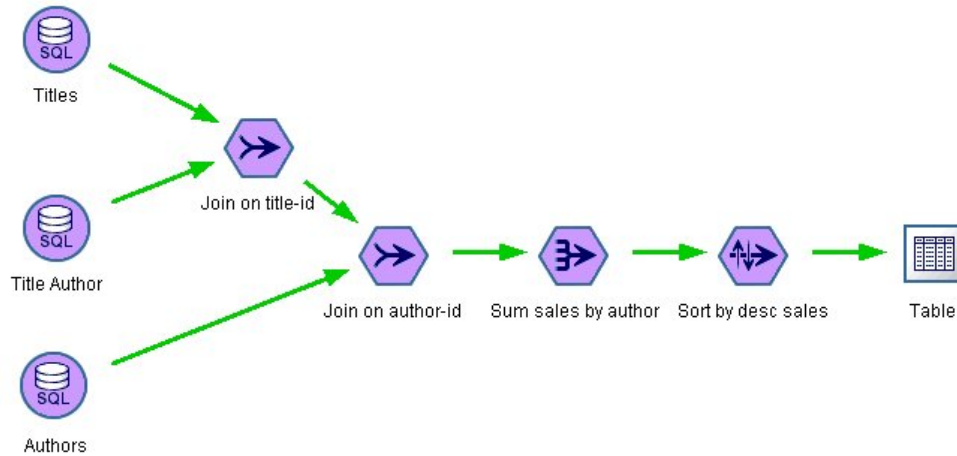 SQL
Titles
Join on title-id
SQL
Title Author
Join on author-id
Sum sales by author
Sort by desc sales
Table
SQL
Authors